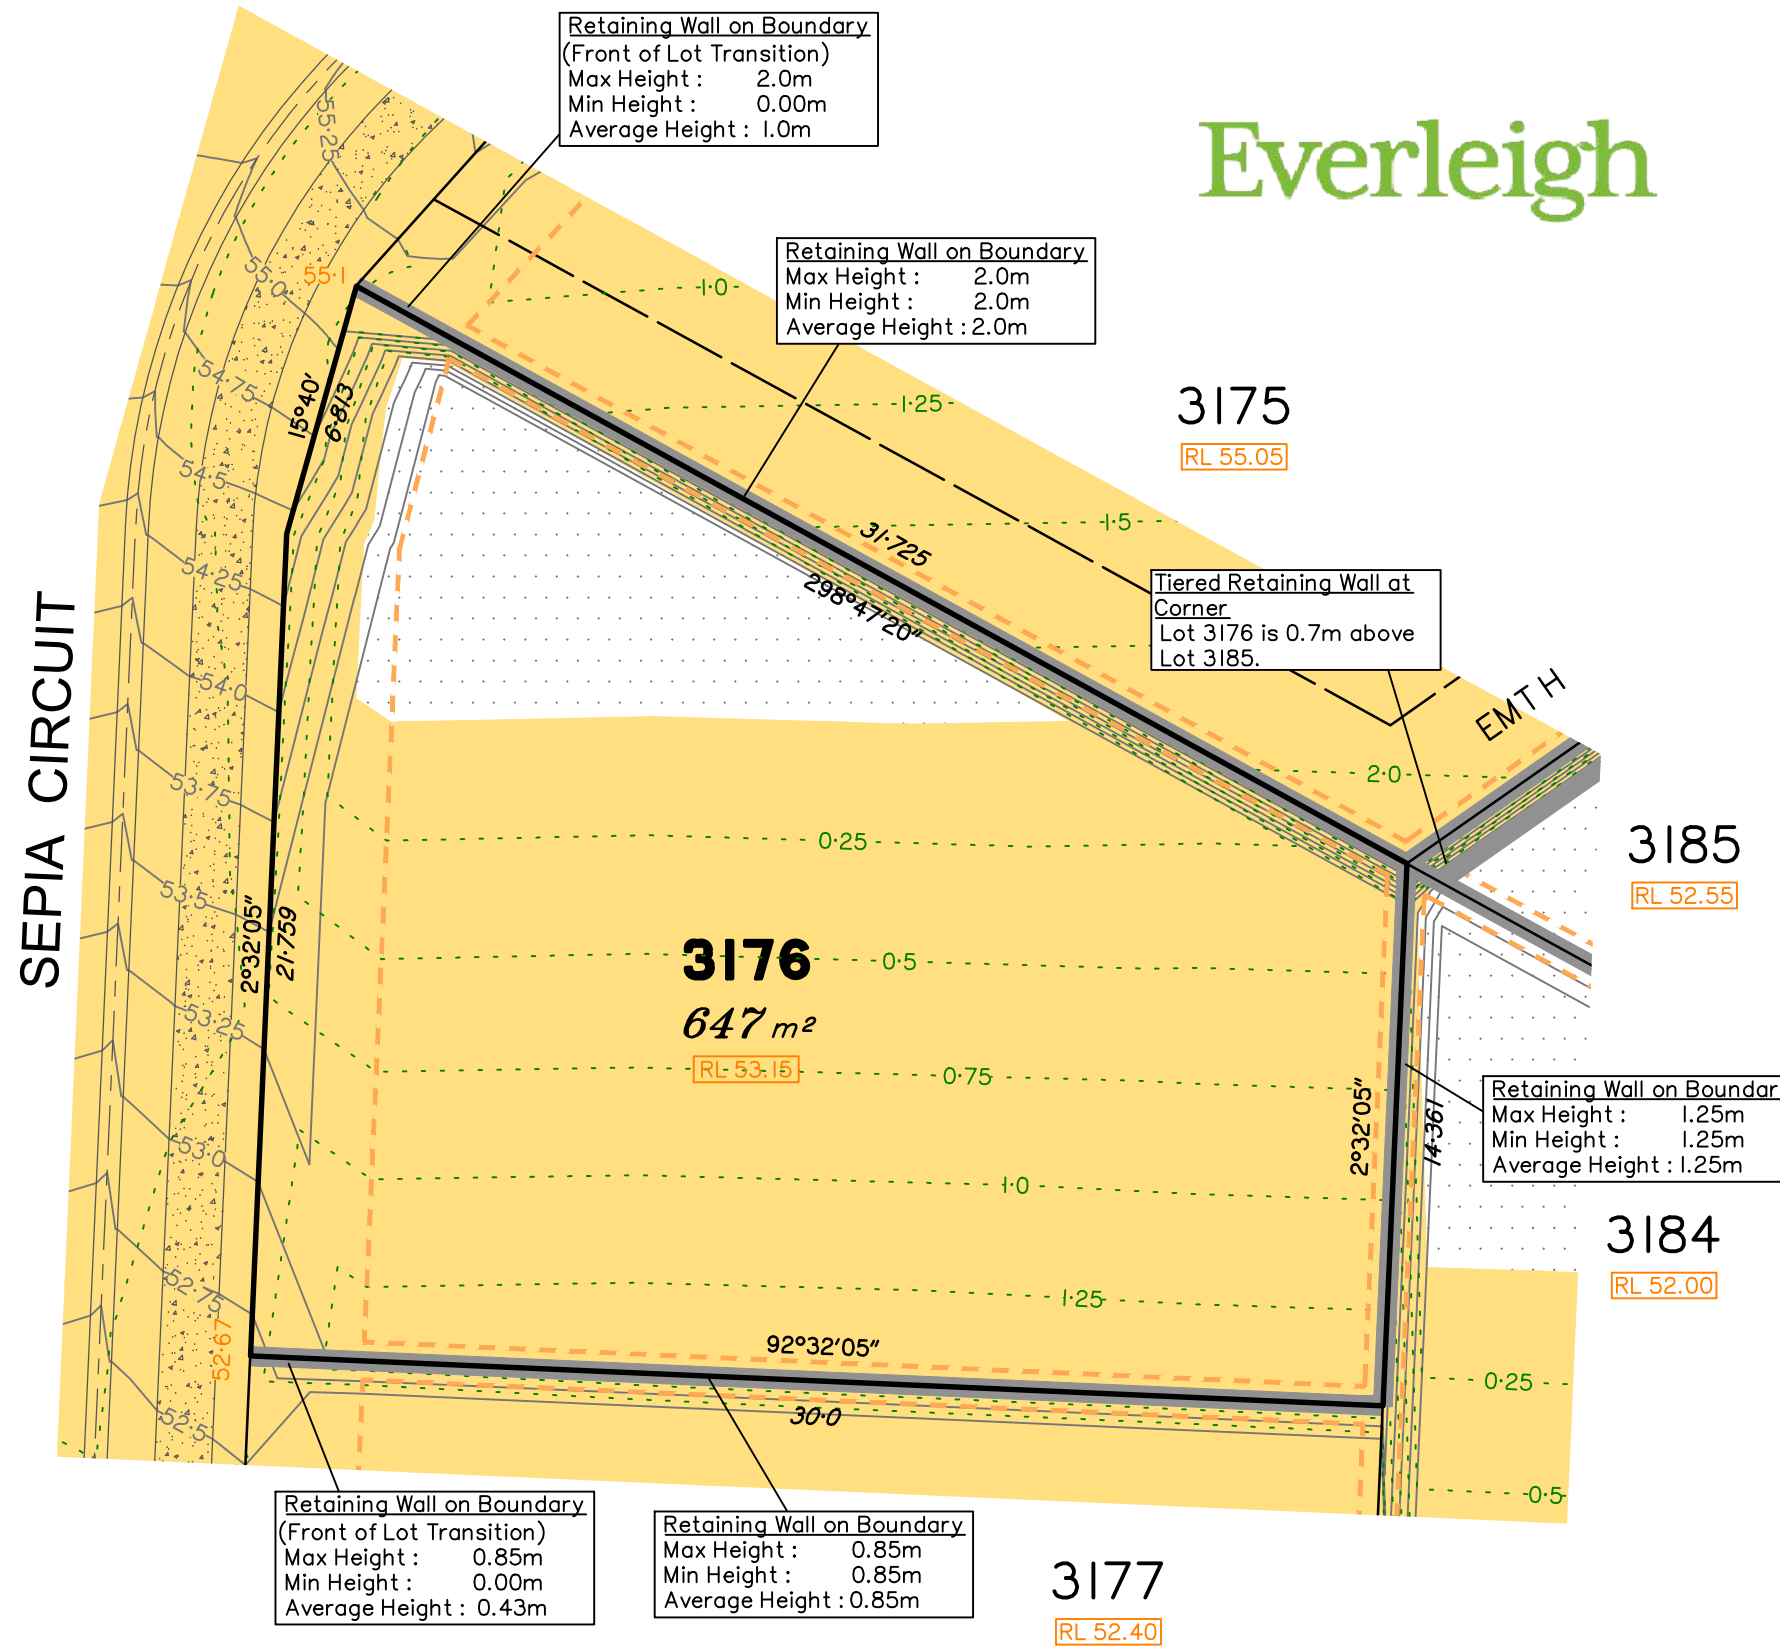 Retaining Wall on Boundary
(Front of Lot Transition)
Max Height : 2.0m
Min Height : 0.00m
Average Height : 1.0m
Everleigh
Retaining Wall on Boundary
Max Height : 2.0m
Min Height : 2.0m
Average Height : 2.0m
55·25
55·0
55·1
1·0
54·75
15°40'
6·813
1·25
3175
RL 55.05
54·5
31·725
298°47'20"
1·5
54·25
Tiered Retaining Wall at
Corner
Lot 3176 is 0.7m above
Lot 3185.
SEPIA CIRCUIT
54·0
EMT H
53·75
2·0
0·25
3185
RL 52.55
53·5
2°32'05"
21·759
3176
0·5
647 m²
53·25
RL 53.15
0·75
2°32'05"
14·361
Retaining Wall on Boundar
Max Height : 1.25m
Min Height : 1.25m
Average Height : 1.25m
53·0
1·0
3184
RL 52.00
52·75
1·25
52·67
92°32'05"
0·25
30·0
52·5
0·5
Retaining Wall on Boundary
(Front of Lot Transition)
Max Height : 0.85m
Min Height : 0.00m
Average Height : 0.43m
Retaining Wall on Boundary
Max Height : 0.85m
Min Height : 0.85m
Average Height : 0.85m
3177
RL 52.40